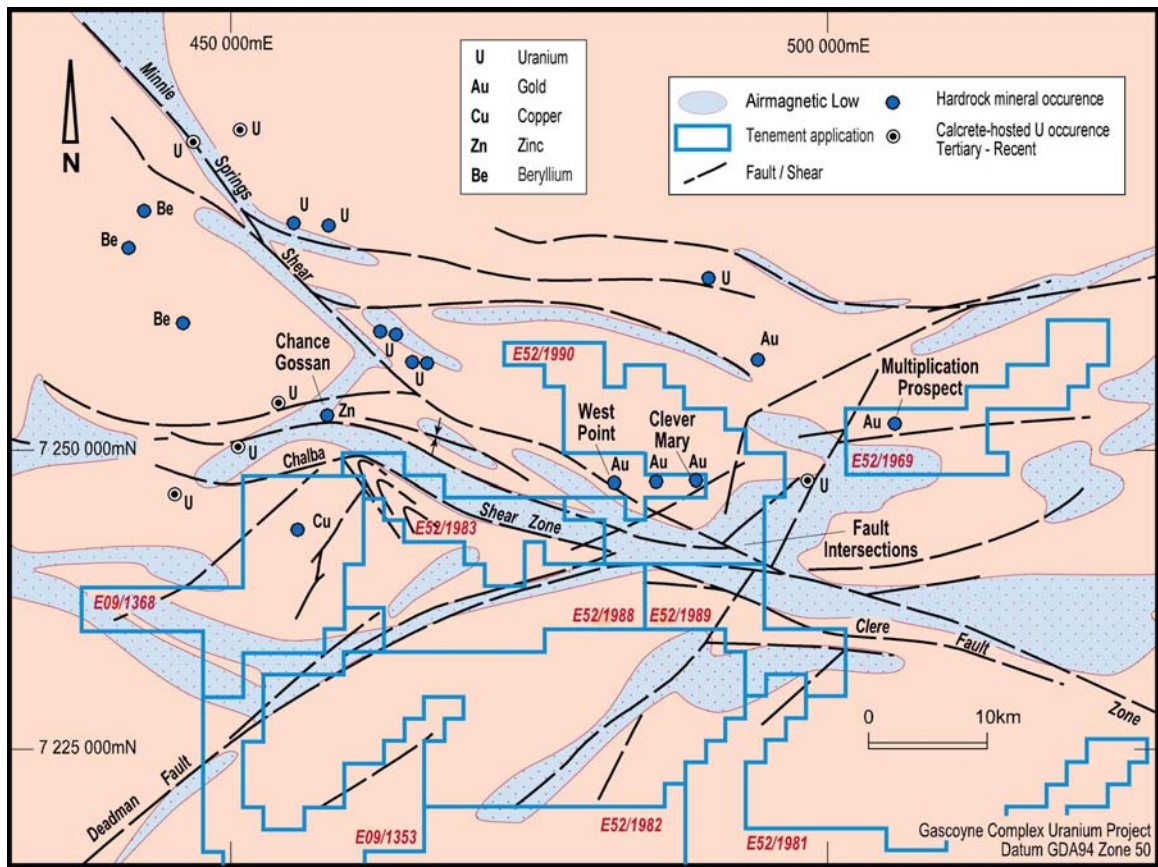 450 000mE
500 000mE
N
U Uranium
Au Gold
Cu Copper
Zn Zinc
Be Beryllium
Airmagnetic Low
Hardrock mineral occurence
Tenement application
Calcrete-hosted U occurence
Tertiary - Recent
Fault / Shear
Minnie
Springs
Shear
U
U
Be
Be
Be
U
U
U
Au
U
U
Chance
Gossan
U
Zn
E52/1990
Multiplication
Prospect
Au
West
Point
Clever
Mary
7 250 000mN
U
Chalba
Au
Au
Au
E52/1969
U
U
Cu
Shear Zone
E52/1983
Fault
Intersections
E09/1368
E52/1988
E52/1989
Clere
Fault
Zone
0
10km
7 225 000mN
Deadman
Fault
E09/1353
E52/1982
E52/1981
Gascoyne Complex Uranium Project
Datum GDA94 Zone 50